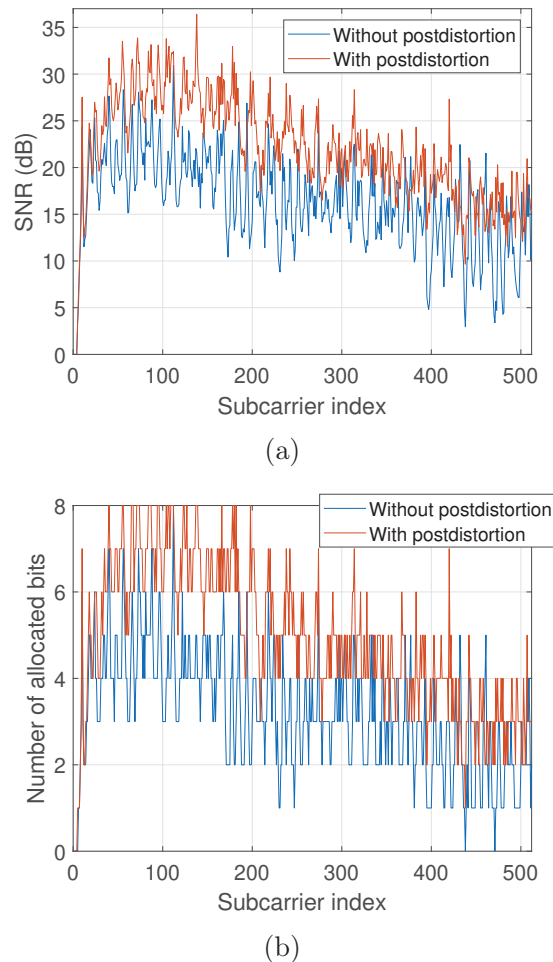 35
30
25
20
15
10
5
0
SNR (dB)
Without postdistortion
With postdistortion
0 100 200 300 400 500
Subcarrier index
(a)
8
6
4
2
0
Number of allocated bits
Without postdistortion
With postdistortion
0 100 200 300 400 500
Subcarrier index
(b)